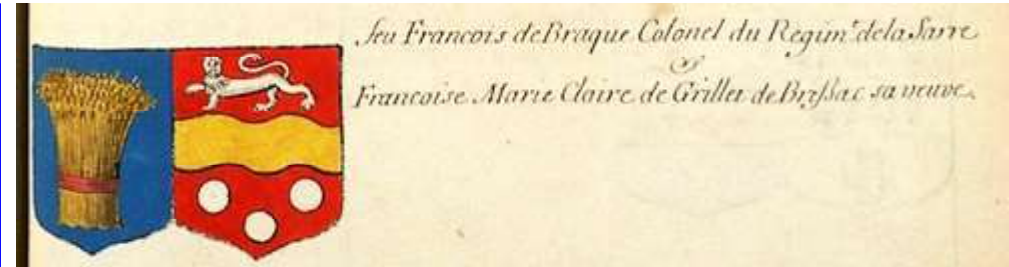 feu Francois de Braque Colonel du Regim.t de la Sarre
&
Francoise Marie Claire de Grillet de Brissac sa veuve.